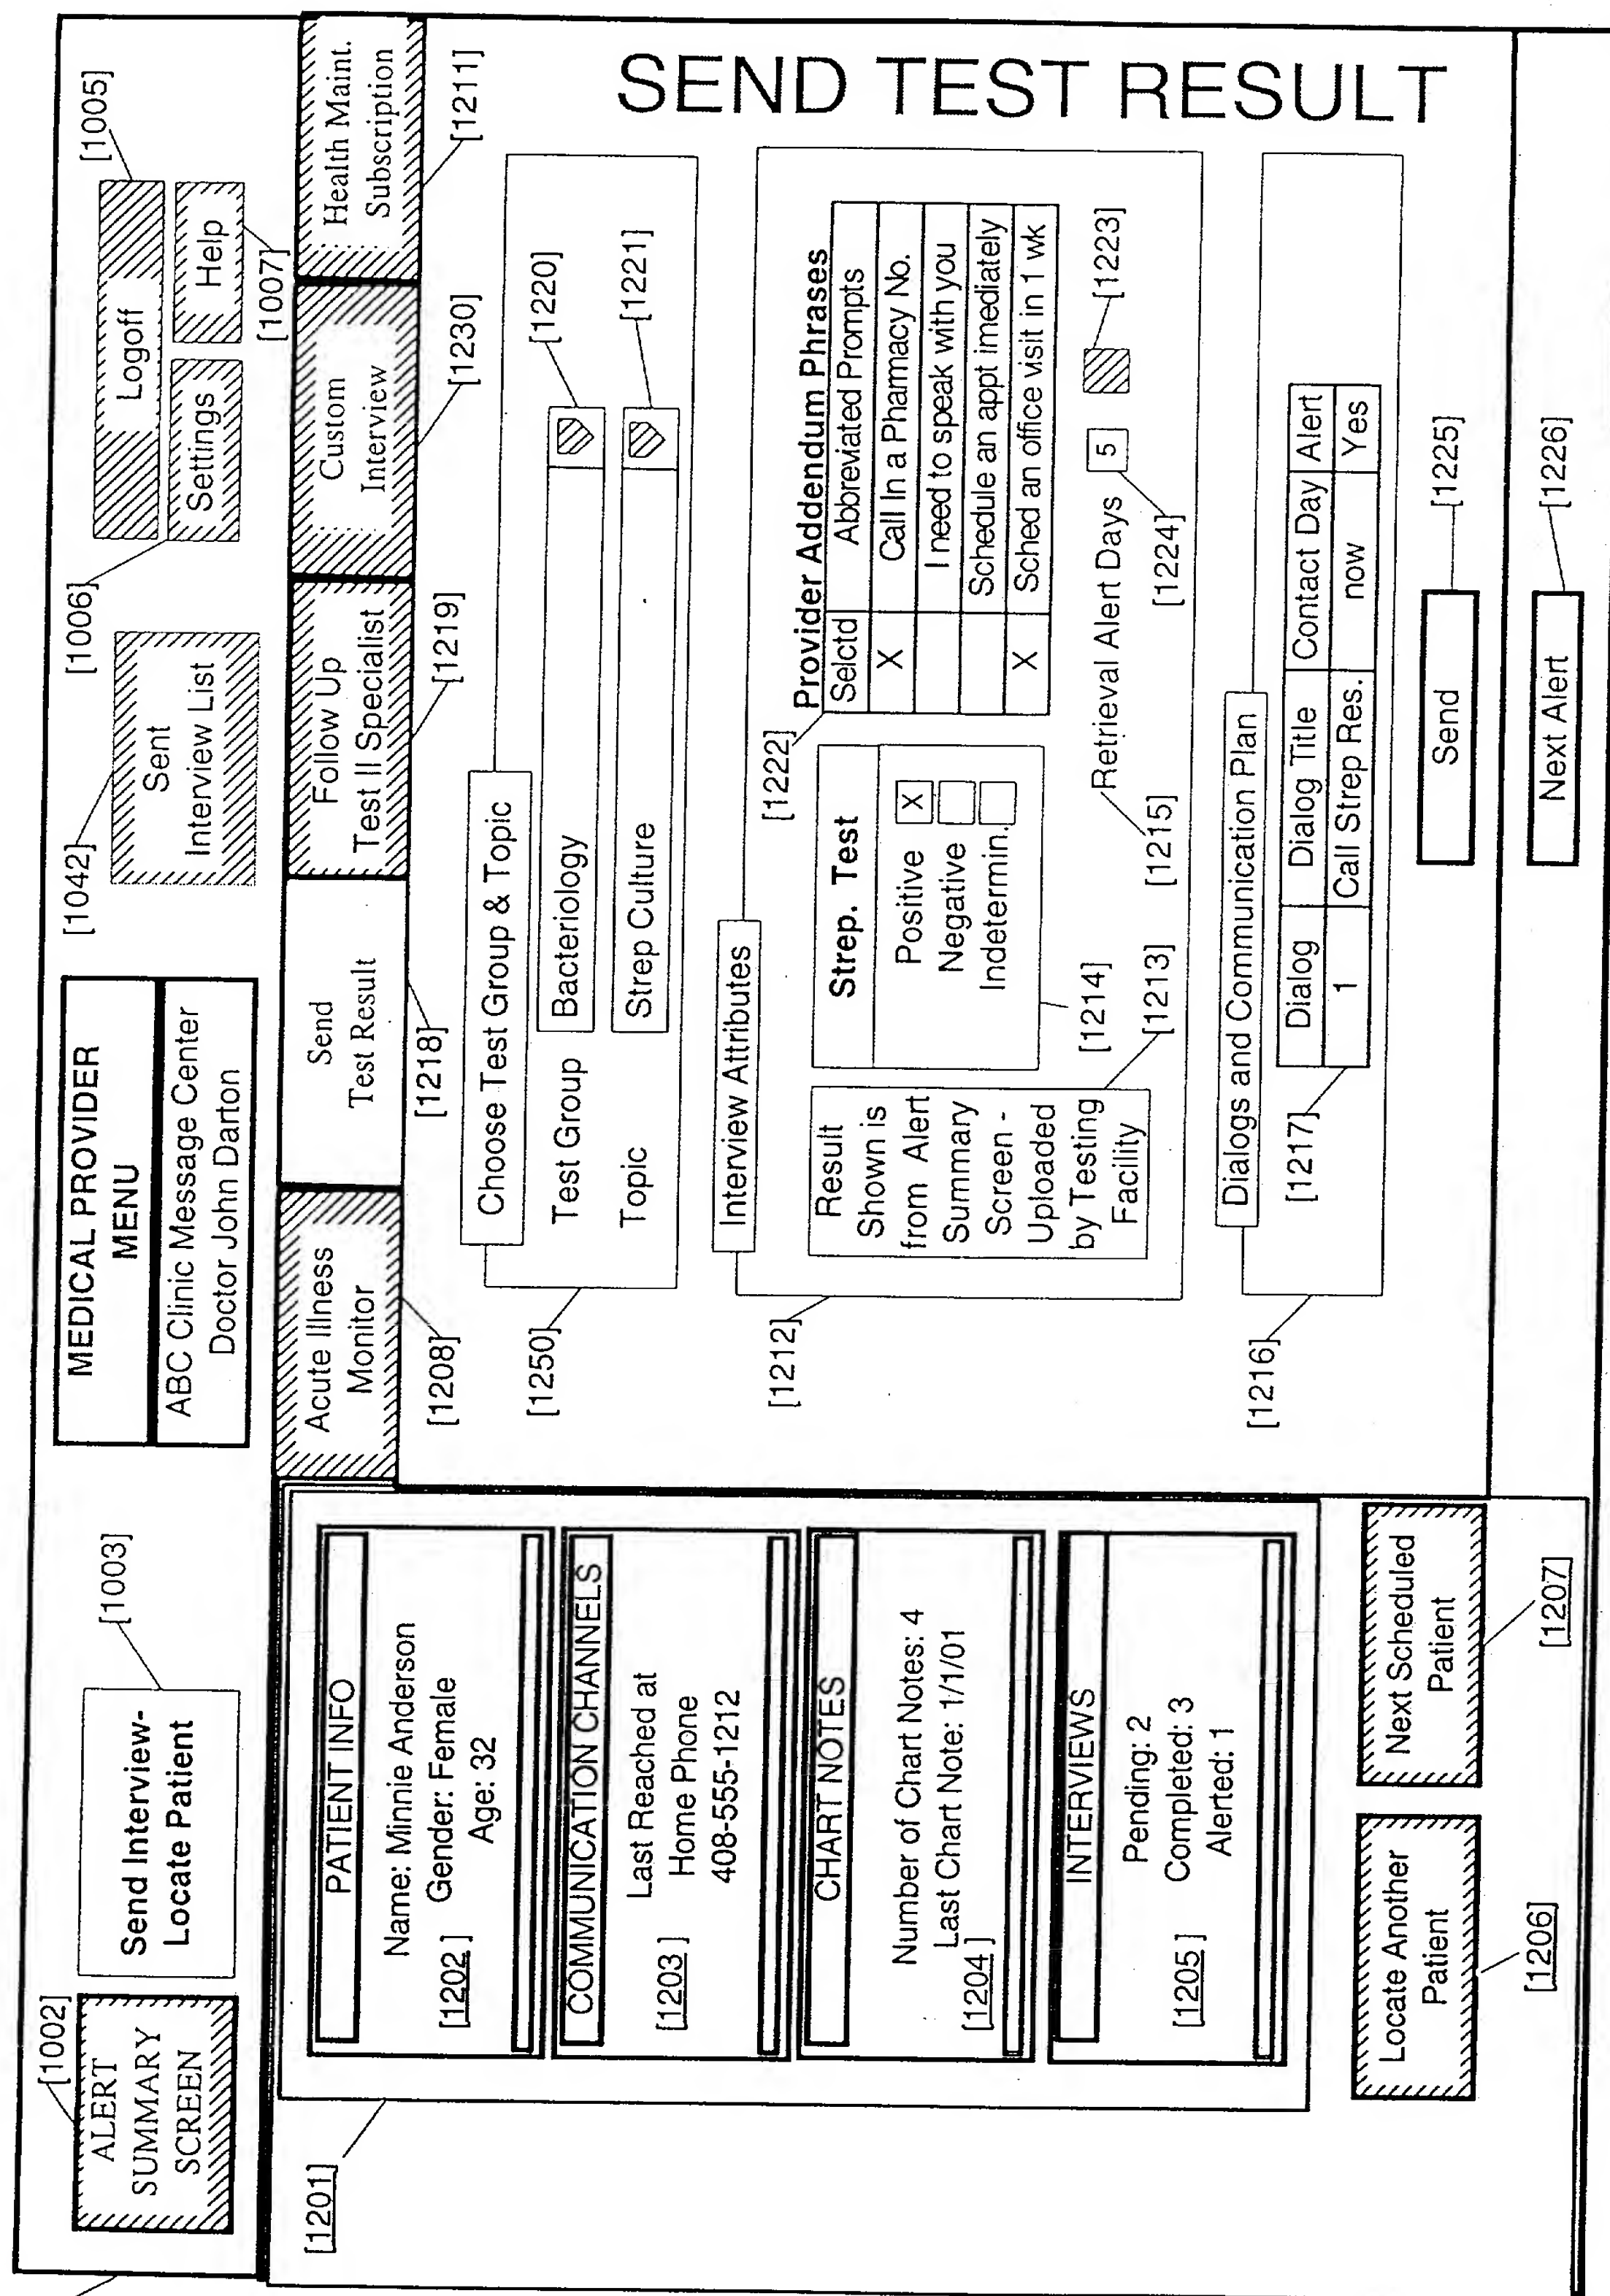 [1002]
ALERT
SUMMARY
SCREEN
Send Interview-
Locate Patient
[1003]
MEDICAL PROVIDER
MENU
ABC Clinic Message Center
Doctor John Darton
[1042]
Sent
Interview List
[1006]
Logoff
Settings
Help
[1005]
[1007]
[1201]
PATIENT INFO
Name: Minnie Anderson
Gender: Female
Age: 32
[1202]
COMMUNICATION CHANNELS
Last Reached at
Home Phone
408-555-1212
[1203]
CHART NOTES
Number of Chart Notes: 4
Last Chart Note: 1/1/01
[1204]
INTERVIEWS
Pending: 2
Completed: 3
Alerted: 1
[1205]
Locate Another
Patient
[1206]
Next Scheduled
Patient
[1207]
Acute Illness
Monitor
[1208]
Send
Test Result
[1218]
Follow Up
Test II Specialist
[1219]
Custom
Interview
[1230]
Health Maint.
Subscription
[1211]
SEND TEST RESULT
[1250]
Choose Test Group & Topic
Test Group Bacteriology
[1220]
Topic Strep Culture
[1221]
[1212]
Interview Attributes
Result
Shown is
from Alert
Summary
Screen -
Uploaded
by Testing
Facility
[1213]
Strep. Test
Positive X
Negative
Indetermin.
[1214]
[1222]
Provider Addendum Phrases
Selctd Abbreviated Prompts
X Call In a Pharmacy No.
I need to speak with you
Schedule an appt imediately
X Sched an office visit in 1 wk
Retrieval Alert Days 5
[1215]
[1224]
[1223]
[1216]
Dialogs and Communication Plan
[1217]
Dialog Dialog Title Contact Day Alert
1 Call Strep Res. now Yes
Send
[1225]
Next Alert
[1226]